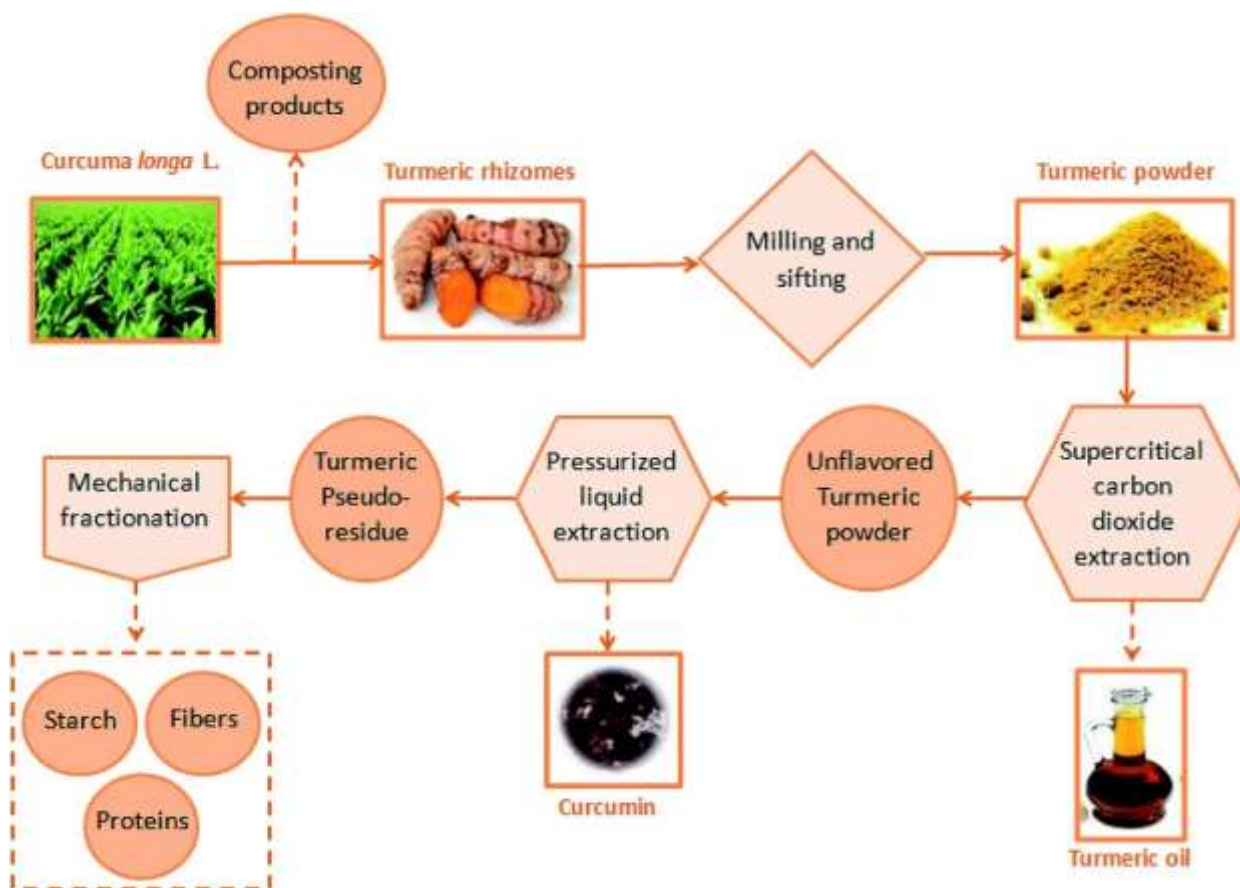 Composting
products
Curcuma longa L.
Turmeric rhizomes
Milling and
sifting
Turmeric powder
Mechanical
fractionation
Turmeric
Pseudo-
residue
Pressurized
liquid
extraction
Unflavored
Turmeric
powder
Supercritical
carbon
dioxide
extraction
Starch
Fibers
Proteins
Curcumin
Turmeric oil